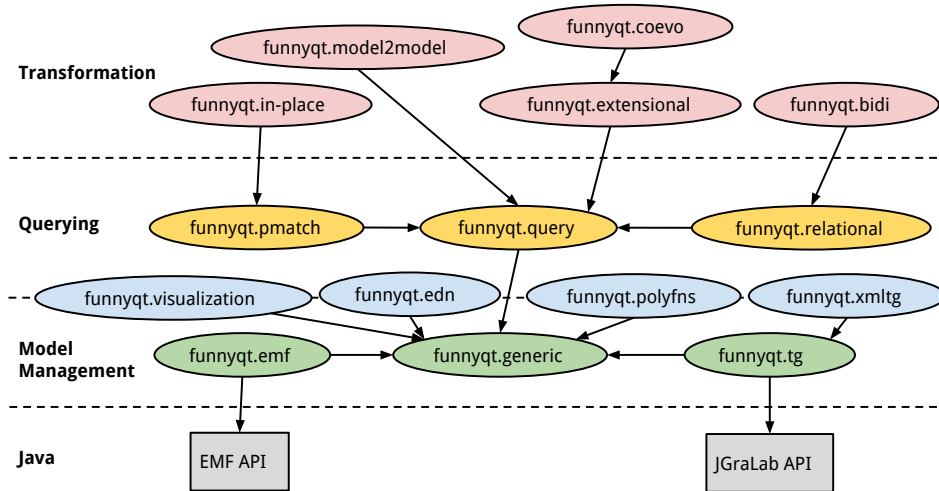 funnyqt.coevo
funnyqt.model2model
Transformation
funnyqt.in-place
funnyqt.extensional
funnyqt.bidi
Querying
funnyqt.pmatch
funnyqt.query
funnyqt.relational
funnyqt.visualization
funnyqt.edn
funnyqt.polyfns
funnyqt.xmltg
Model
Management
funnyqt.emf
funnyqt.generic
funnyqt.tg
Java
EMF API
JGraLab API